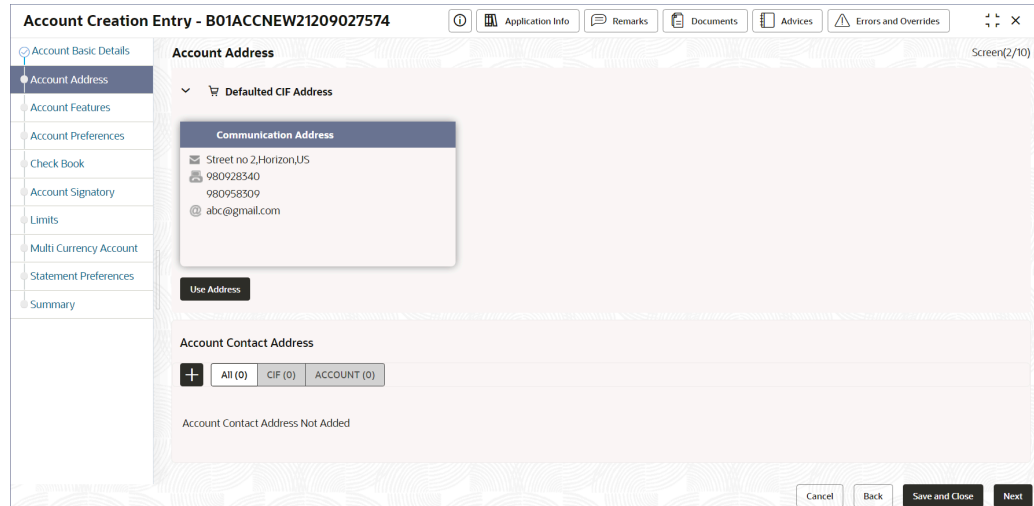 Account Creation Entry - B01ACCNEW21209027574
Application Info
Remarks
Documents
Advices
Errors and Overrides
Account Basic Details
Account Address
Account Features
Account Preferences
Check Book
Account Signatory
Limits
Multi Currency Account
Statement Preferences
Summary
Account Address
Screen(2/10)
Defaulted CIF Address
Communication Address
Street no 2,Horizon,US
980928340
980958309
abc@gmail.com
Use Address
Account Contact Address
All (0)
CIF (0)
ACCOUNT (0)
Account Contact Address Not Added
Cancel
Back
Save and Close
Next